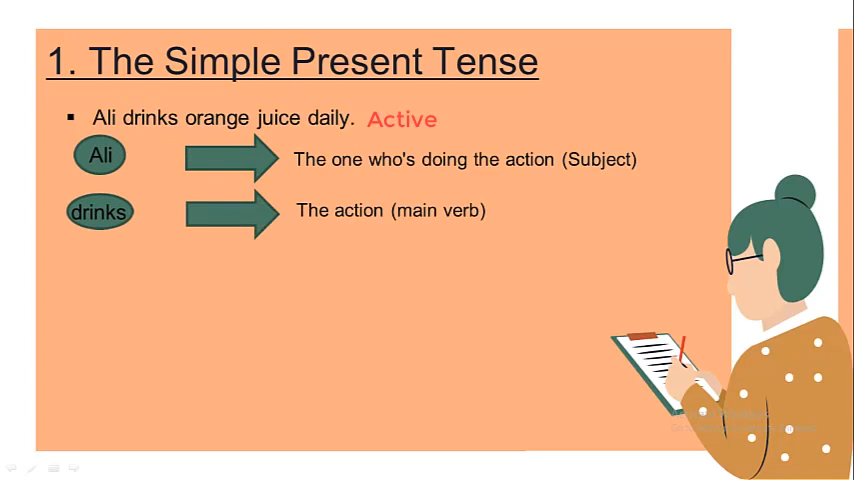 1. The Simple Present Tense
▪ Ali drinks orange juice daily. Active
Ali
The one who's doing the action (Subject)
drinks
The action (main verb)